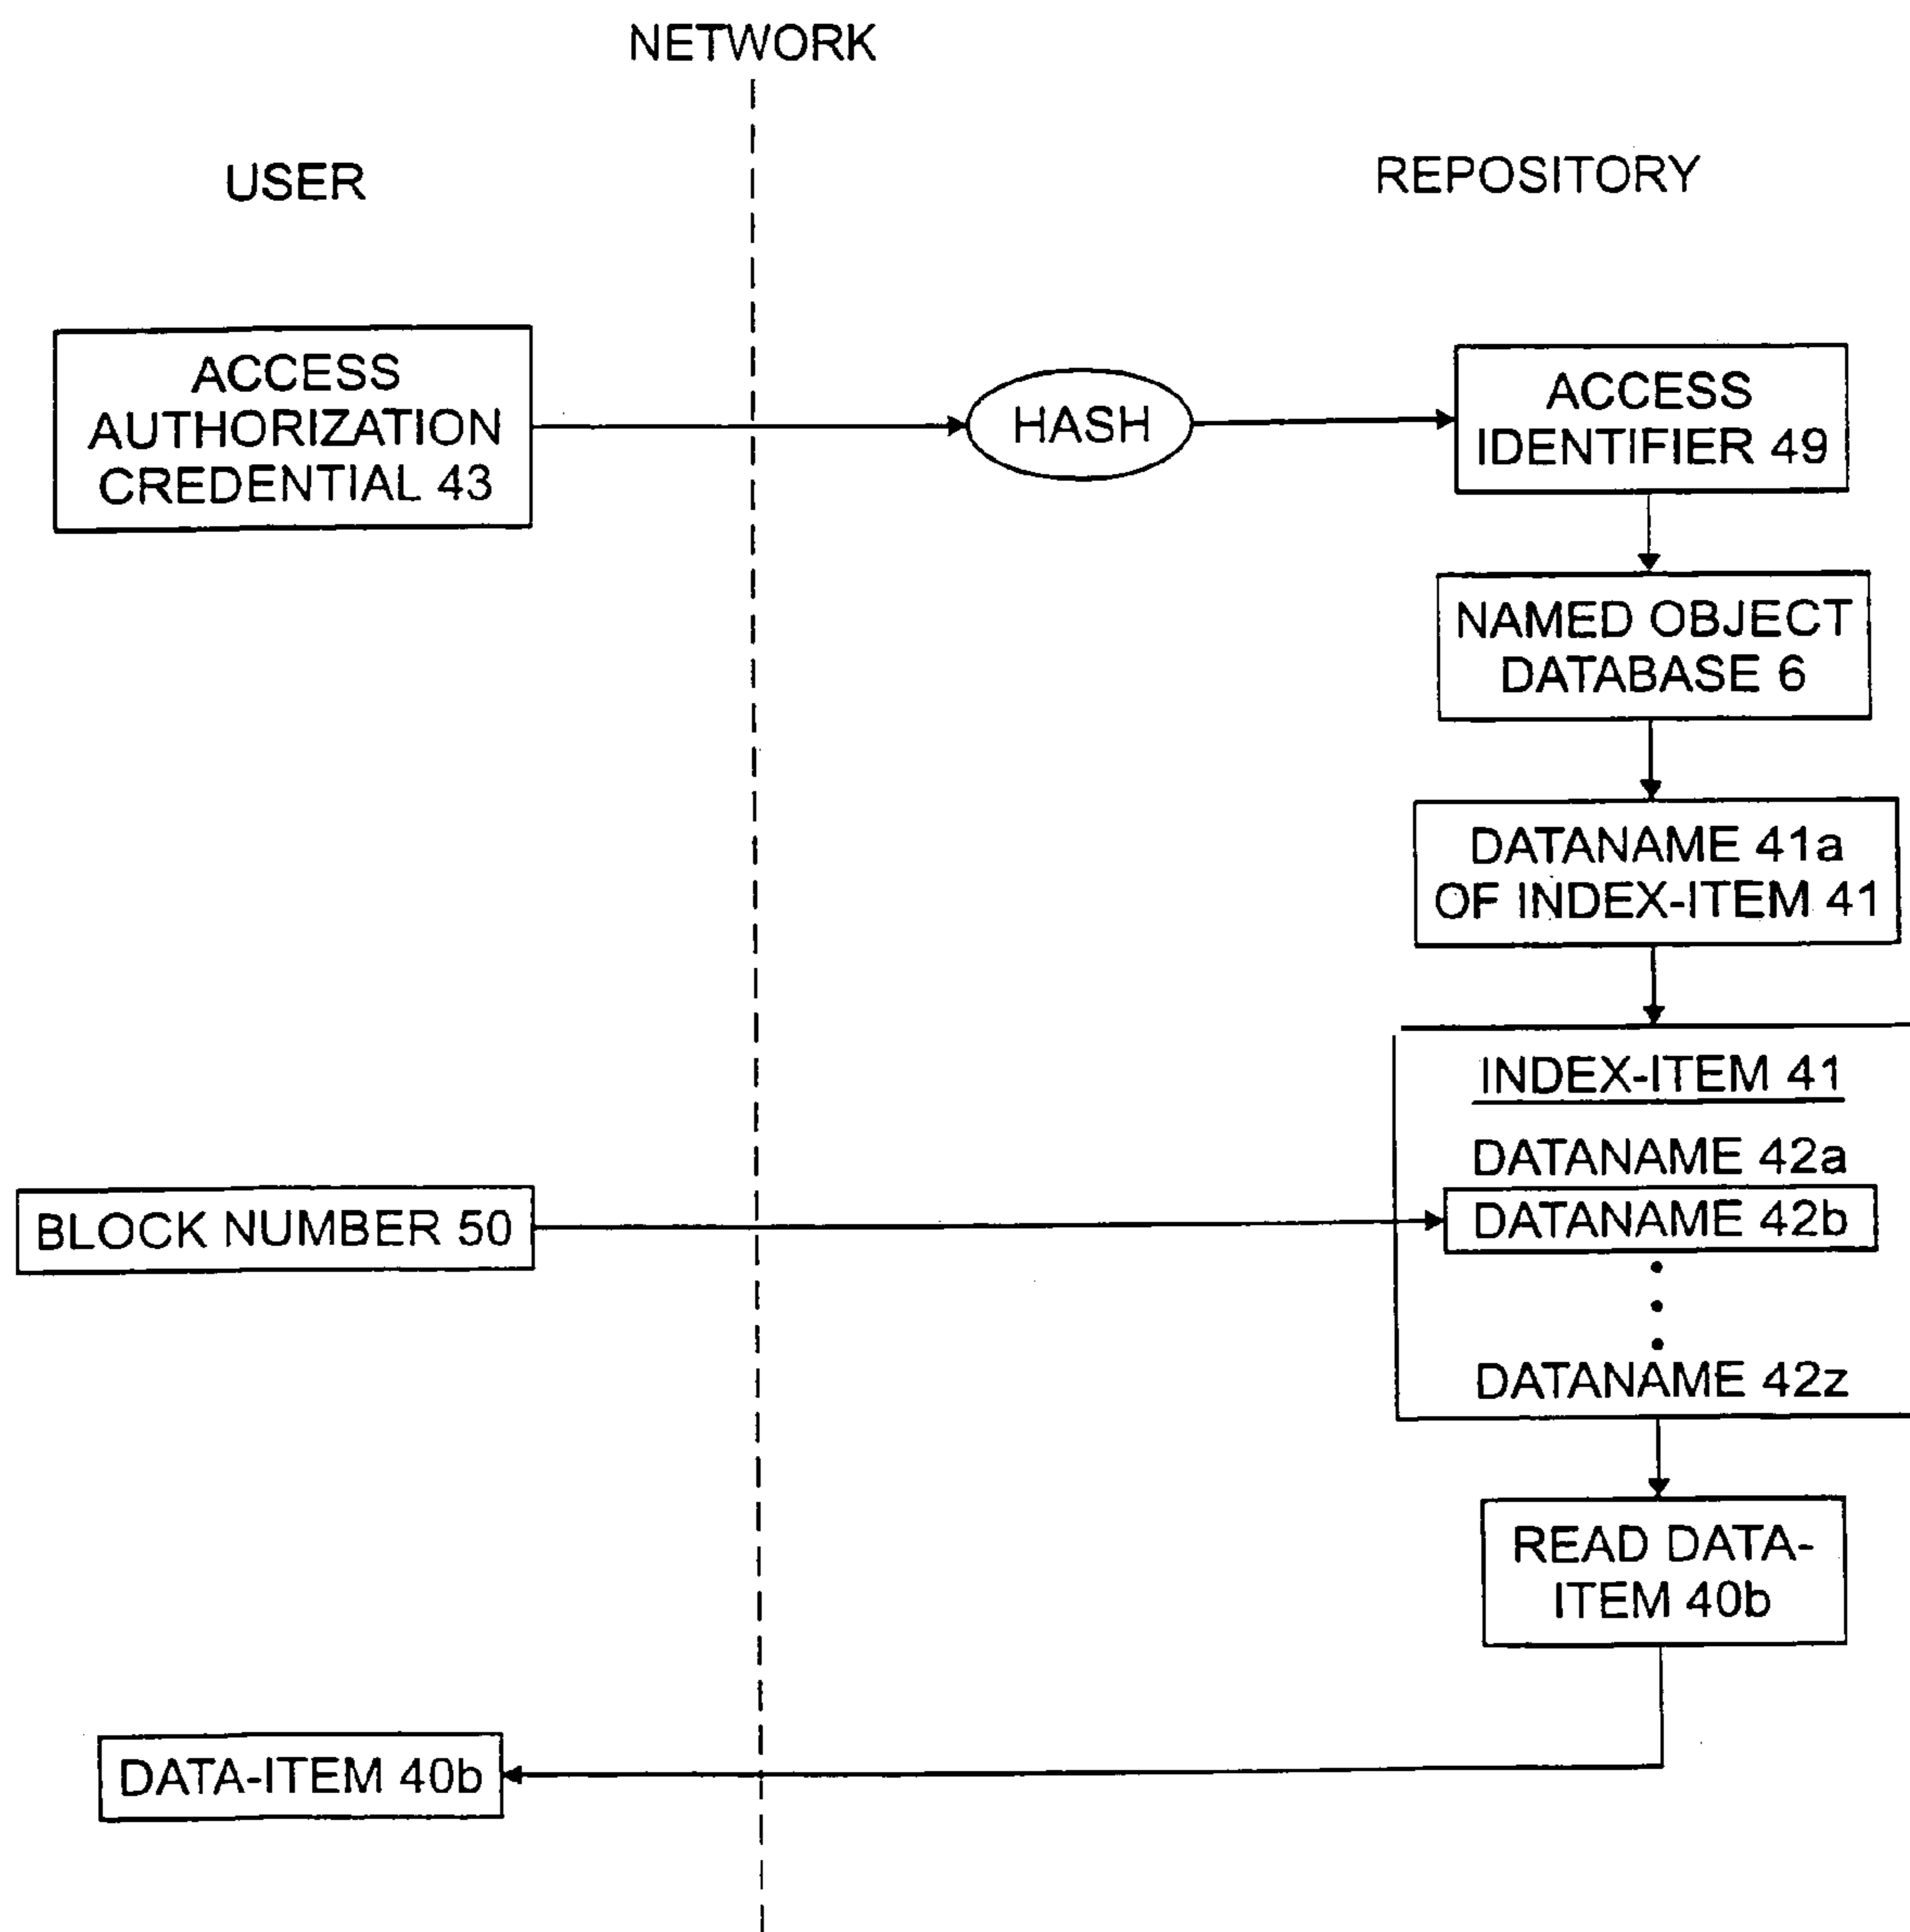 NETWORK
USER
REPOSITORY
ACCESS
AUTHORIZATION
CREDENTIAL 43
HASH
ACCESS
IDENTIFIER 49
NAMED OBJECT
DATABASE 6
DATANAME 41a
OF INDEX-ITEM 41
INDEX-ITEM 41
DATANAME 42a
BLOCK NUMBER 50
DATANAME 42b
DATANAME 42z
READ DATA-
ITEM 40b
DATA-ITEM 40b